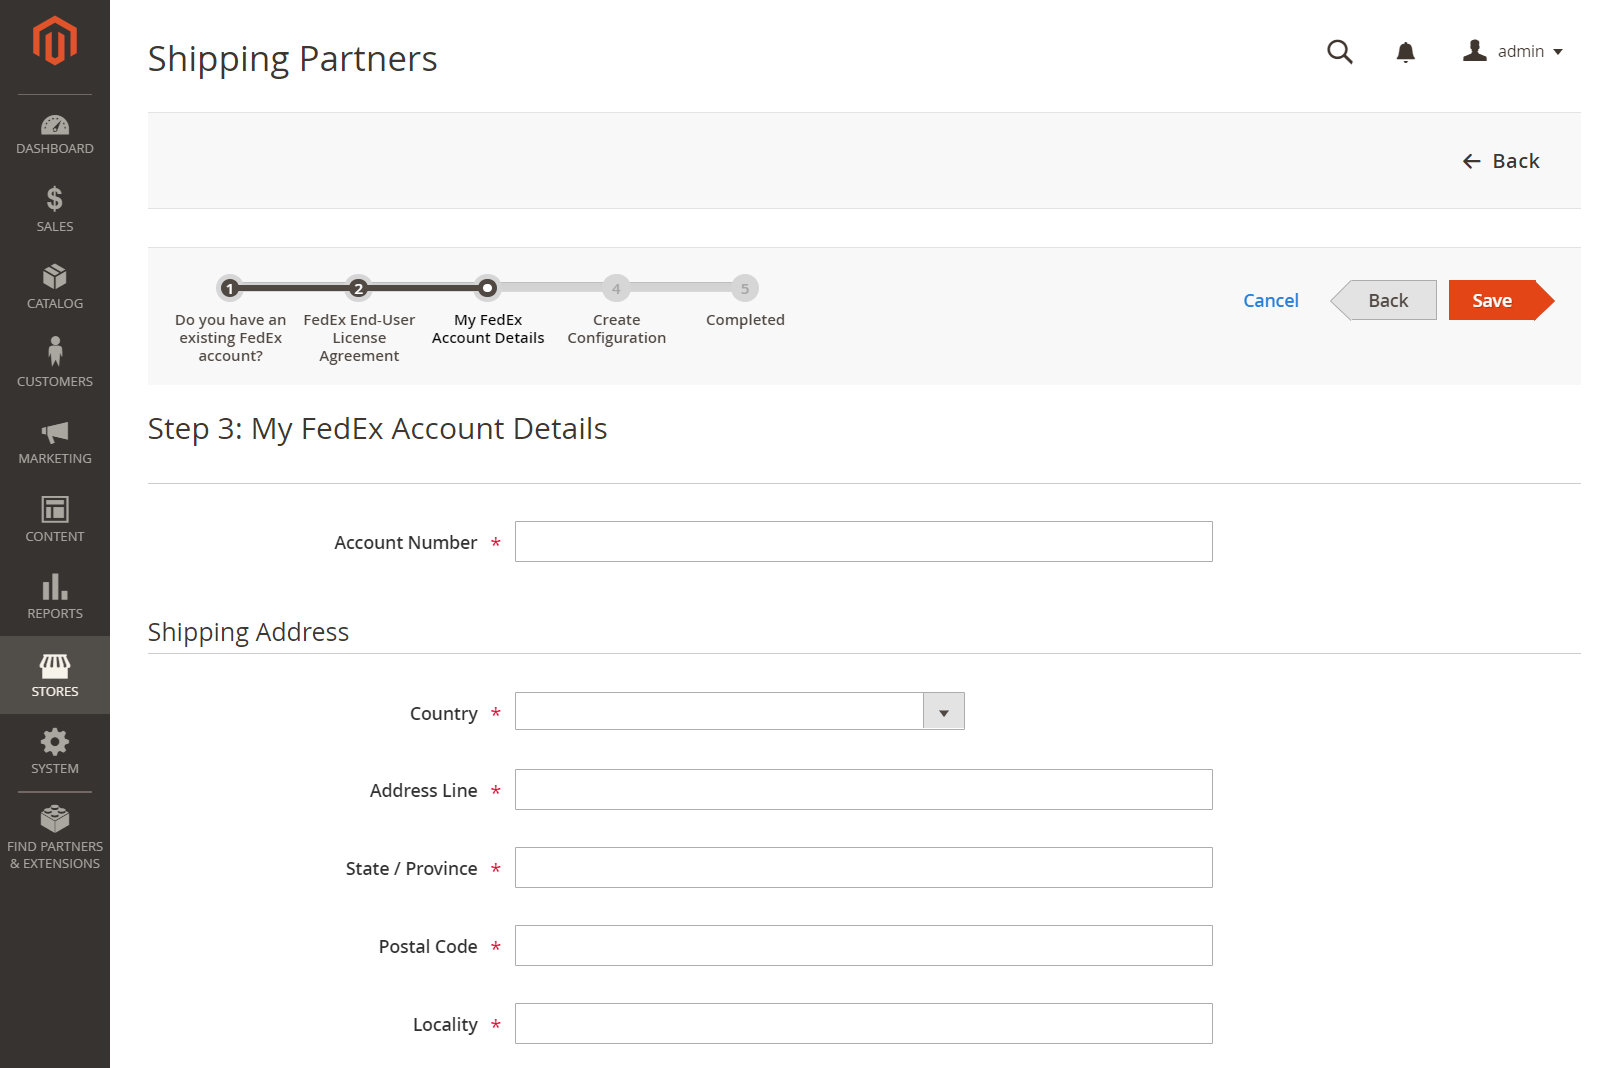 Shipping Partners
admin
DASHBOARD
SALES
CATALOG
CUSTOMERS
MARKETING
CONTENT
REPORTS
STORES
SYSTEM
FIND PARTNERS
& EXTENSIONS
Back
1 2 4 5
Do you have an
existing FedEx
account?
FedEx End-User
License
Agreement
My FedEx
Account Details
Create
Configuration
Completed
Cancel
Back
Save
Step 3: My FedEx Account Details
Account Number *
Shipping Address
Country *
Address Line *
State / Province *
Postal Code *
Locality *